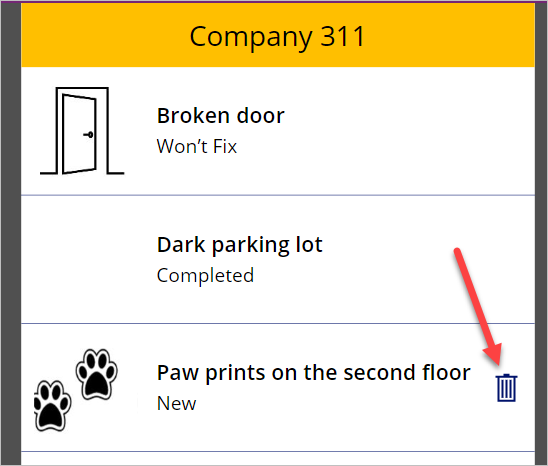 Company 311
Broken door
Won’t Fix
Dark parking lot
Completed
Paw prints on the second floor
New